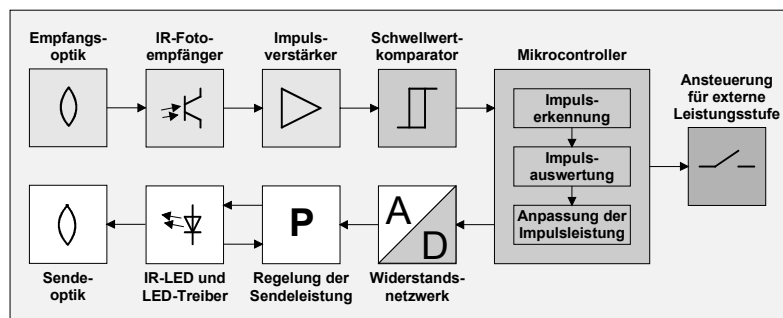 Empfangs-
optik
IR-Foto-
empfänger
Impuls-
verstärker
Schwellwert-
komparator
Mikrocontroller
Ansteuerung
für externe
Leistungsstufe
Impuls-
erkennung
Impuls-
auswertung
Anpassung der
Impulsleistung
P
A
D
Sende-
optik
IR-LED und
LED-Treiber
Regelung der
Sendeleistung
Widerstands-
netzwerk